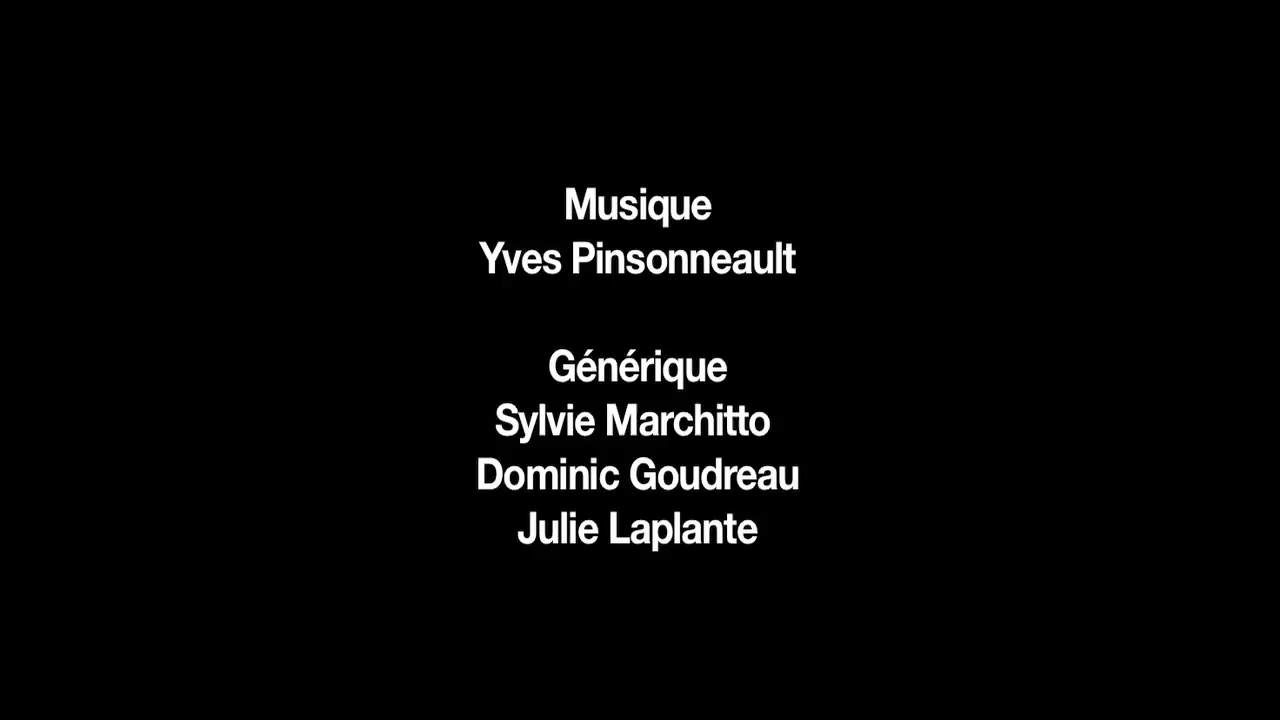 Musique
Yves Pinsonneault
Générique
Sylvie Marchitto
Dominic Goudreau
Julie Laplante